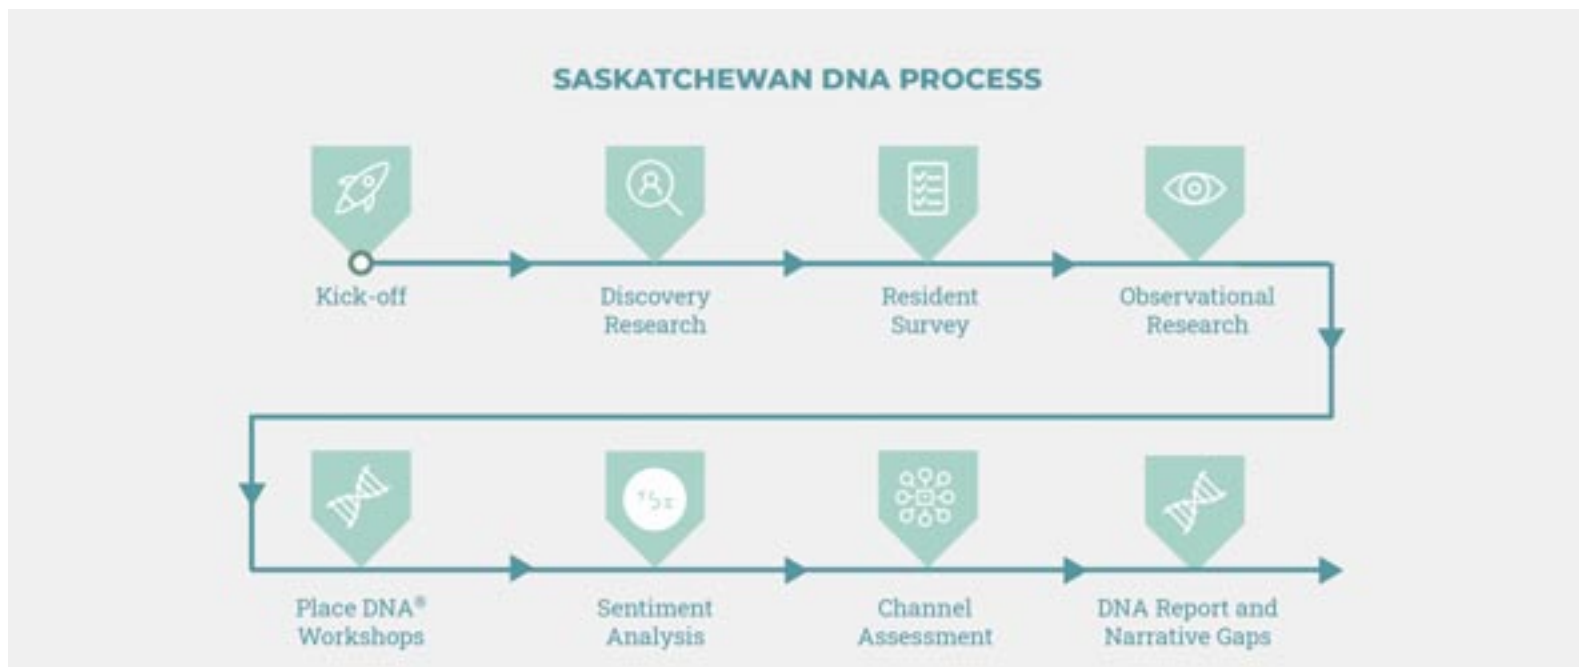 SASKATCHEWAN DNA PROCESS
Kick-off
Discovery
Research
Resident
Survey
Observational
Research
Place DNA®
Workshops
Sentiment
Analysis
Channel
Assessment
DNA Report and
Narrative Gaps